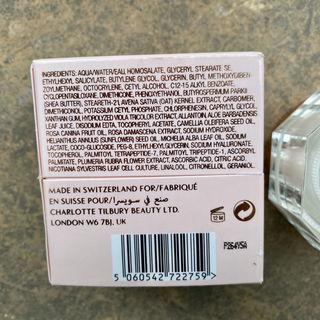 INGREDIENTS: AQUA/WATER/EAU, HOMOSALATE, GLYCERYL STEARATE SE,
ETHYLHEXYL SALICYLATE, BUTYLENE GLYCOL, GLYCERIN, BUTYL METHOXYDIBEN
ZOYLMETHANE, OCTOCRYLENE, CETYL ALCOHOL, C12-15 ALKYL BENZOATE,
CYCLOPENTASILOXANE, DIMETHICONE, PHENOXYETHANOL, BUTYROSPERMUM PARKII
(SHEA BUTTER), STEARETH-21, AVENA SATIVA (OAT) KERNEL EXTRACT, CARBOMER,
DIMETHICONOL, POTASSIUM CETYL PHOSPHATE, CHLORPHENESIN, CAPRYLYL GLYCOL,
XANTHAN GUM, HYDROLYZED VIOLA TRICOLOR EXTRACT, ALLANTOIN, ALOE BARBADENSIS
LEAF JUICE, DISODIUM EDTA, TOCOPHERYL ACETATE, CAMELLIA OLEIFERA SEED OIL,
ROSA CANINA FRUIT OIL, ROSA DAMASCENA EXTRACT, SODIUM HYDROXIDE,
HELIANTHUS ANNUUS (SUNFLOWER) SEED OIL, MICHELIA ALBA LEAF OIL, SODIUM
LACTATE, COCO-GLUCOSIDE, PEG-8, ETHYLHEXYLGLYCERIN, SODIUM HYALURONATE,
TOCOPHEROL, PALMITOYL TETRAPEPTIDE-7, PALMITOYL TRIPEPTIDE-1, ASCORBYL
PALMITATE, PLUMERIA RUBRA FLOWER EXTRACT, ASCORBIC ACID, CITRIC ACID,
NICOTIANA SYLVESTRIS LEAF CELL CULTURE, LINALOOL, CITRONELLOL, GERANIOL.
MADE IN SWITZERLAND FOR/FABRIQUÉ
EN SUISSE POUR/صنع في سويسرا
CHARLOTTE TILBURY BEAUTY LTD.
LONDON W6 7BJ, UK
12 M
5 060542 722759